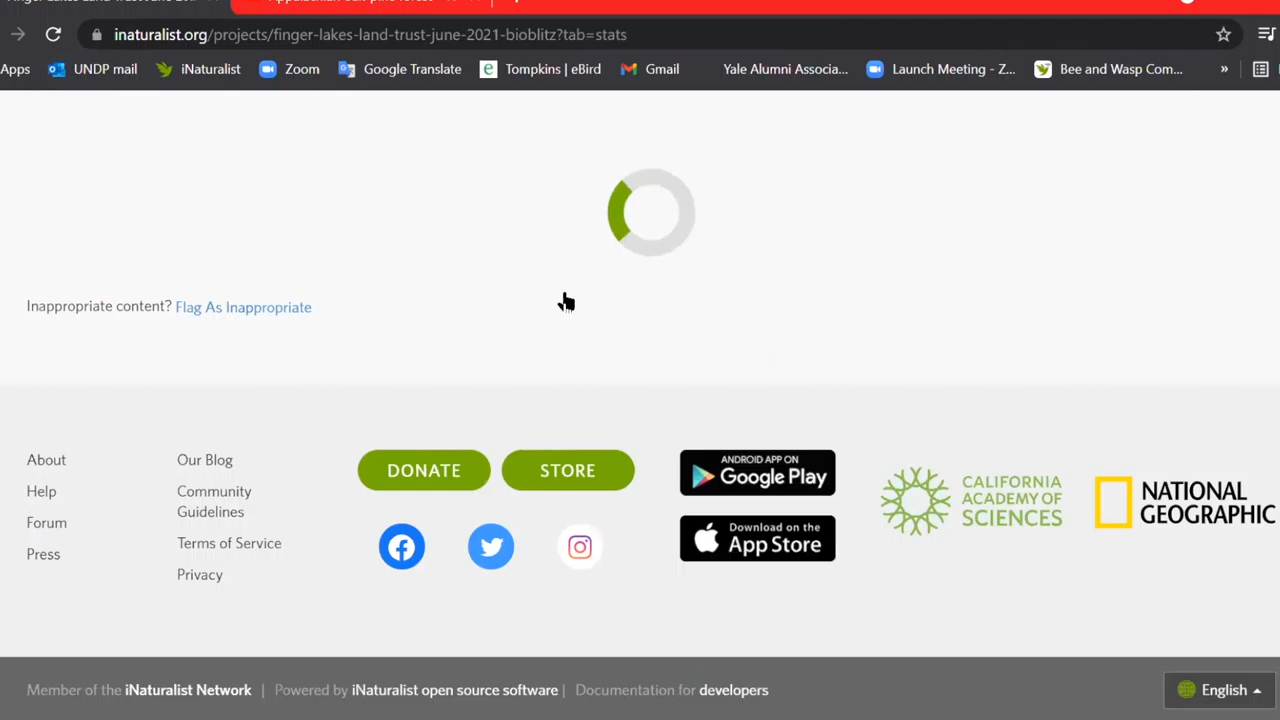 inaturalist.org/projects/finger-lakes-land-trust-june-2021-bioblitz?tab=stats
Apps UNDP mail iNaturalist Zoom Google Translate Tompkins | eBird Gmail Yale Alumni Associa... Launch Meeting - Z... Bee and Wasp Com... »
Inappropriate content? Flag As Inappropriate
About
Help
Forum
Press
Our Blog
Community
Guidelines
Terms of Service
Privacy
DONATE STORE
ANDROID APP ON
Google Play
Download on the
App Store
CALIFORNIA
ACADEMY OF
SCIENCES
NATIONAL
GEOGRAPHIC
Member of the iNaturalist Network | Powered by iNaturalist open source software | Documentation for developers
English